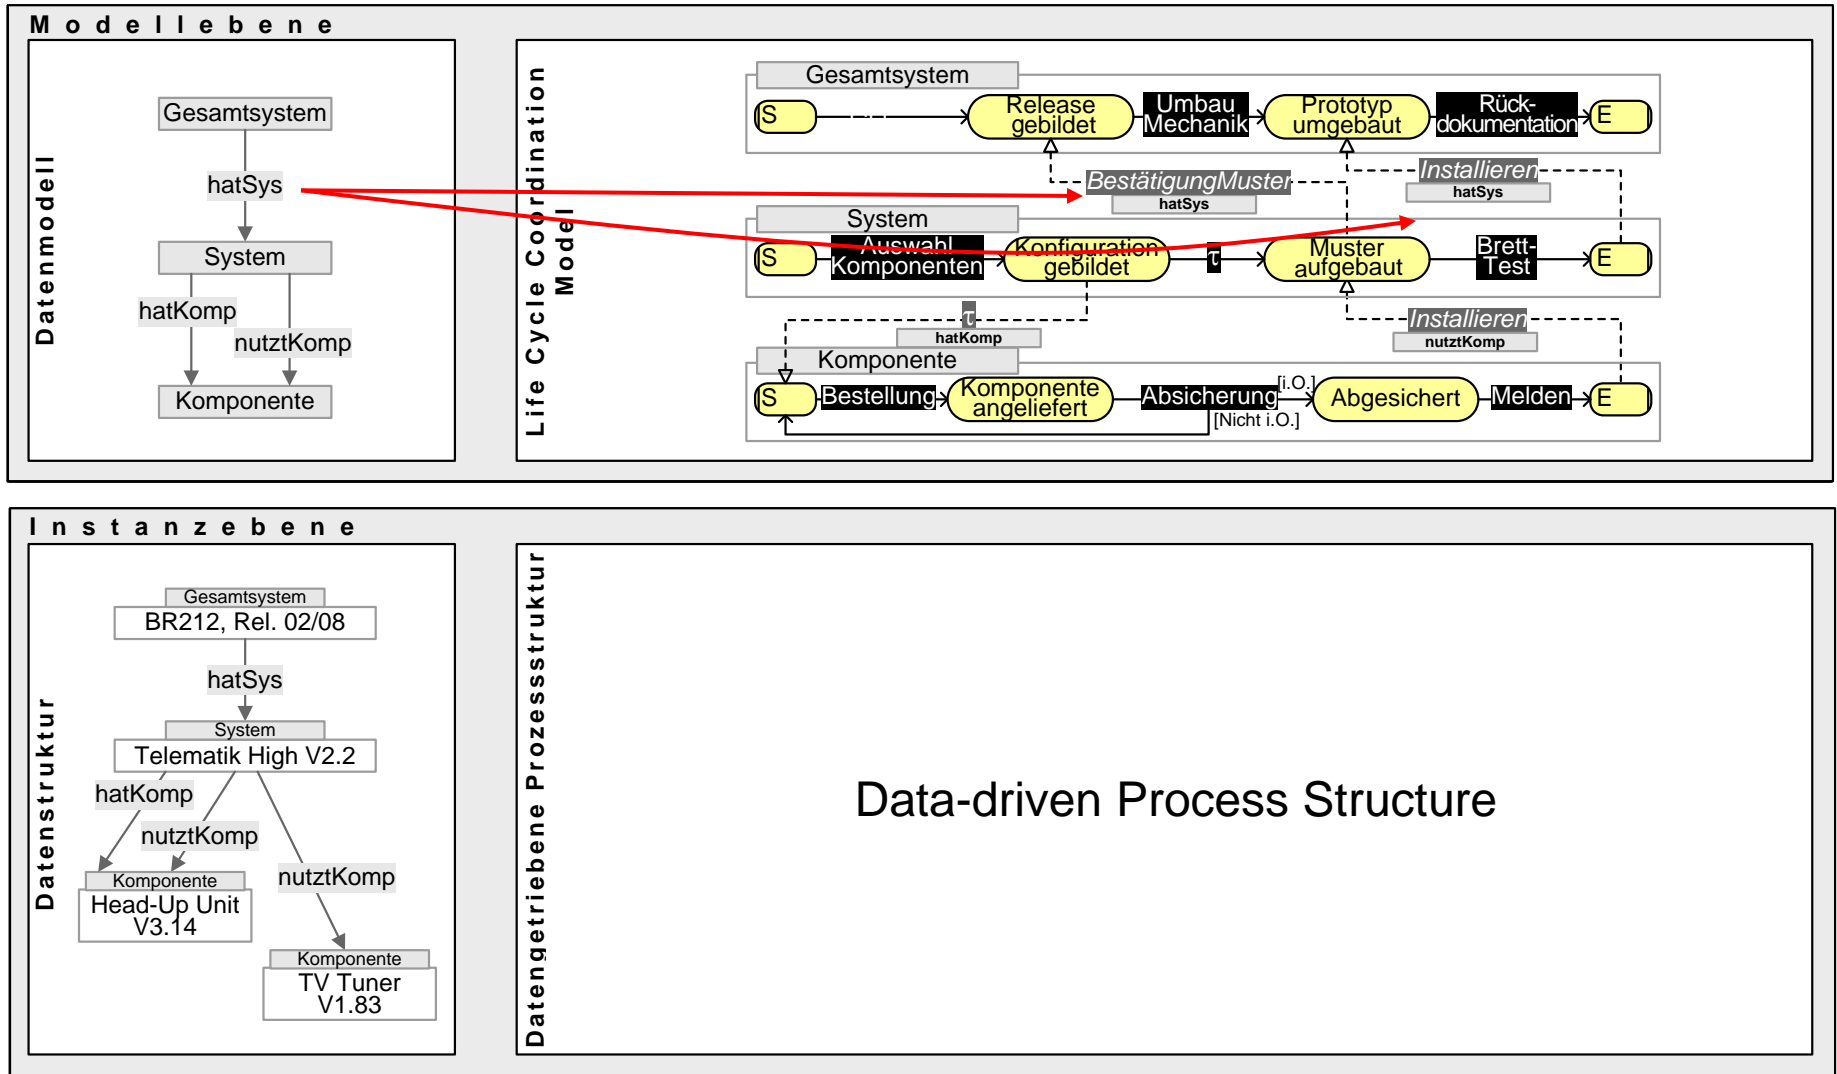 Modellebene
Datenmodell
Gesamtsystem
hatSys
System
hatKomp
nutztKomp
Komponente
Life Cycle Coordination
Model
Gesamtsystem
S
Release
gebildet
Umbau
Mechanik
Prototyp
umgebaut
Rück-
dokumentation
E
BestätigungMuster
hatSys
Installieren
hatSys
System
S
Auswahl
Komponenten
Konfiguration
gebildet
τ
Muster
aufgebaut
Brett-
Test
E
τ
hatKomp
Installieren
nutztKomp
Komponente
S
Bestellung
Komponente
angeliefert
Absicherung
[i.O.]
[Nicht i.O.]
Abgesichert
Melden
E
Instanzebene
Datenstruktur
Gesamtsystem
BR212, Rel. 02/08
hatSys
System
Telematik High V2.2
hatKomp
nutztKomp
nutztKomp
Komponente
Head-Up Unit
V3.14
Komponente
TV Tuner
V1.83
Datengetriebene Prozessstruktur
Data-driven Process Structure